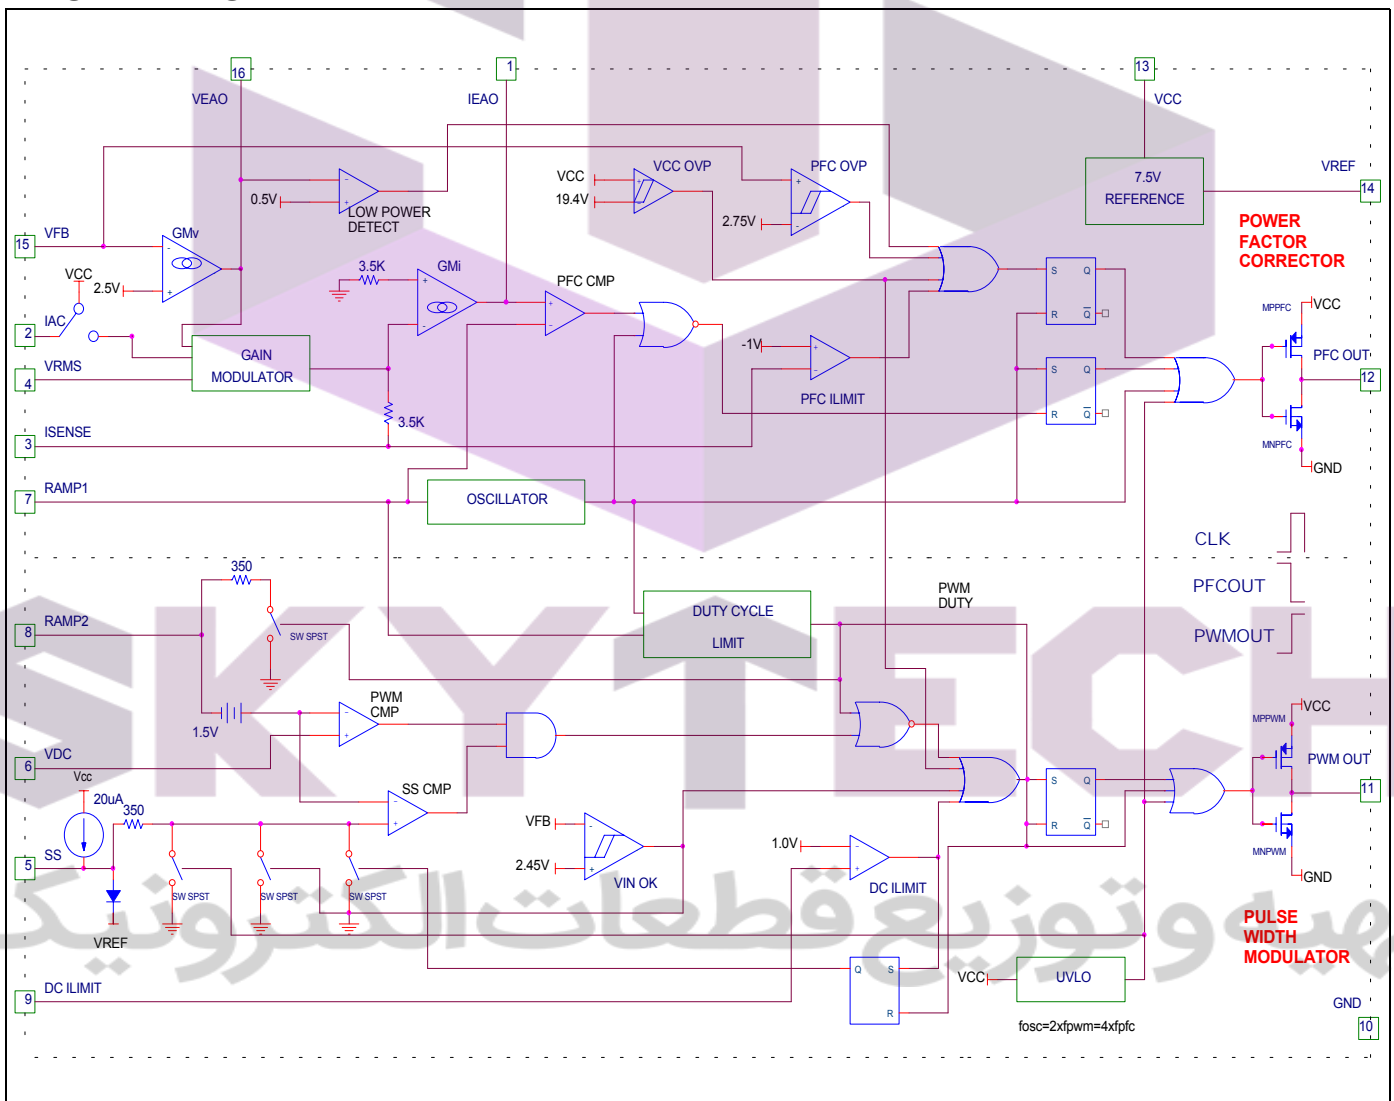 16
1
13
VEAO
IEAO
VCC
VCC OVP
PFC OVP
VCC
19.4V
0.5V
LOW POWER
DETECT
2.75V
7.5V
REFERENCE
VREF
14
POWER
FACTOR
CORRECTOR
15
VFB
GMv
VCC
2.5V
3.5K
GMi
PFC CMP
S
Q
R
Q
MPPFC
VCC
2
IAC
GAIN
MODULATOR
-1V
PFC ILIMIT
S
Q
R
Q
PFC OUT
12
4
VRMS
3.5K
MNPFC
GND
3
ISENSE
7
RAMP1
OSCILLATOR
CLK
PFCOUT
PWMOUT
350
PWM
DUTY
DUTY CYCLE
LIMIT
8
RAMP2
SW SPST
SKYTECH
1.5V
PWM
CMP
MPPWM
VCC
6
VDC
PWM OUT
11
Vcc
20uA
350
SS CMP
S
Q
R
Q
VFB
2.45V
VIN OK
1.0V
DC ILIMIT
MNPWM
GND
5
SS
SW SPST
SW SPST
SW SPST
VREF
تهیه و توزیع قطعات الکترونیک
PULSE
WIDTH
MODULATOR
Q
S
R
VCC
UVLO
9
DC ILIMIT
fosc=2xfpwm=4xfpfc
GND
10